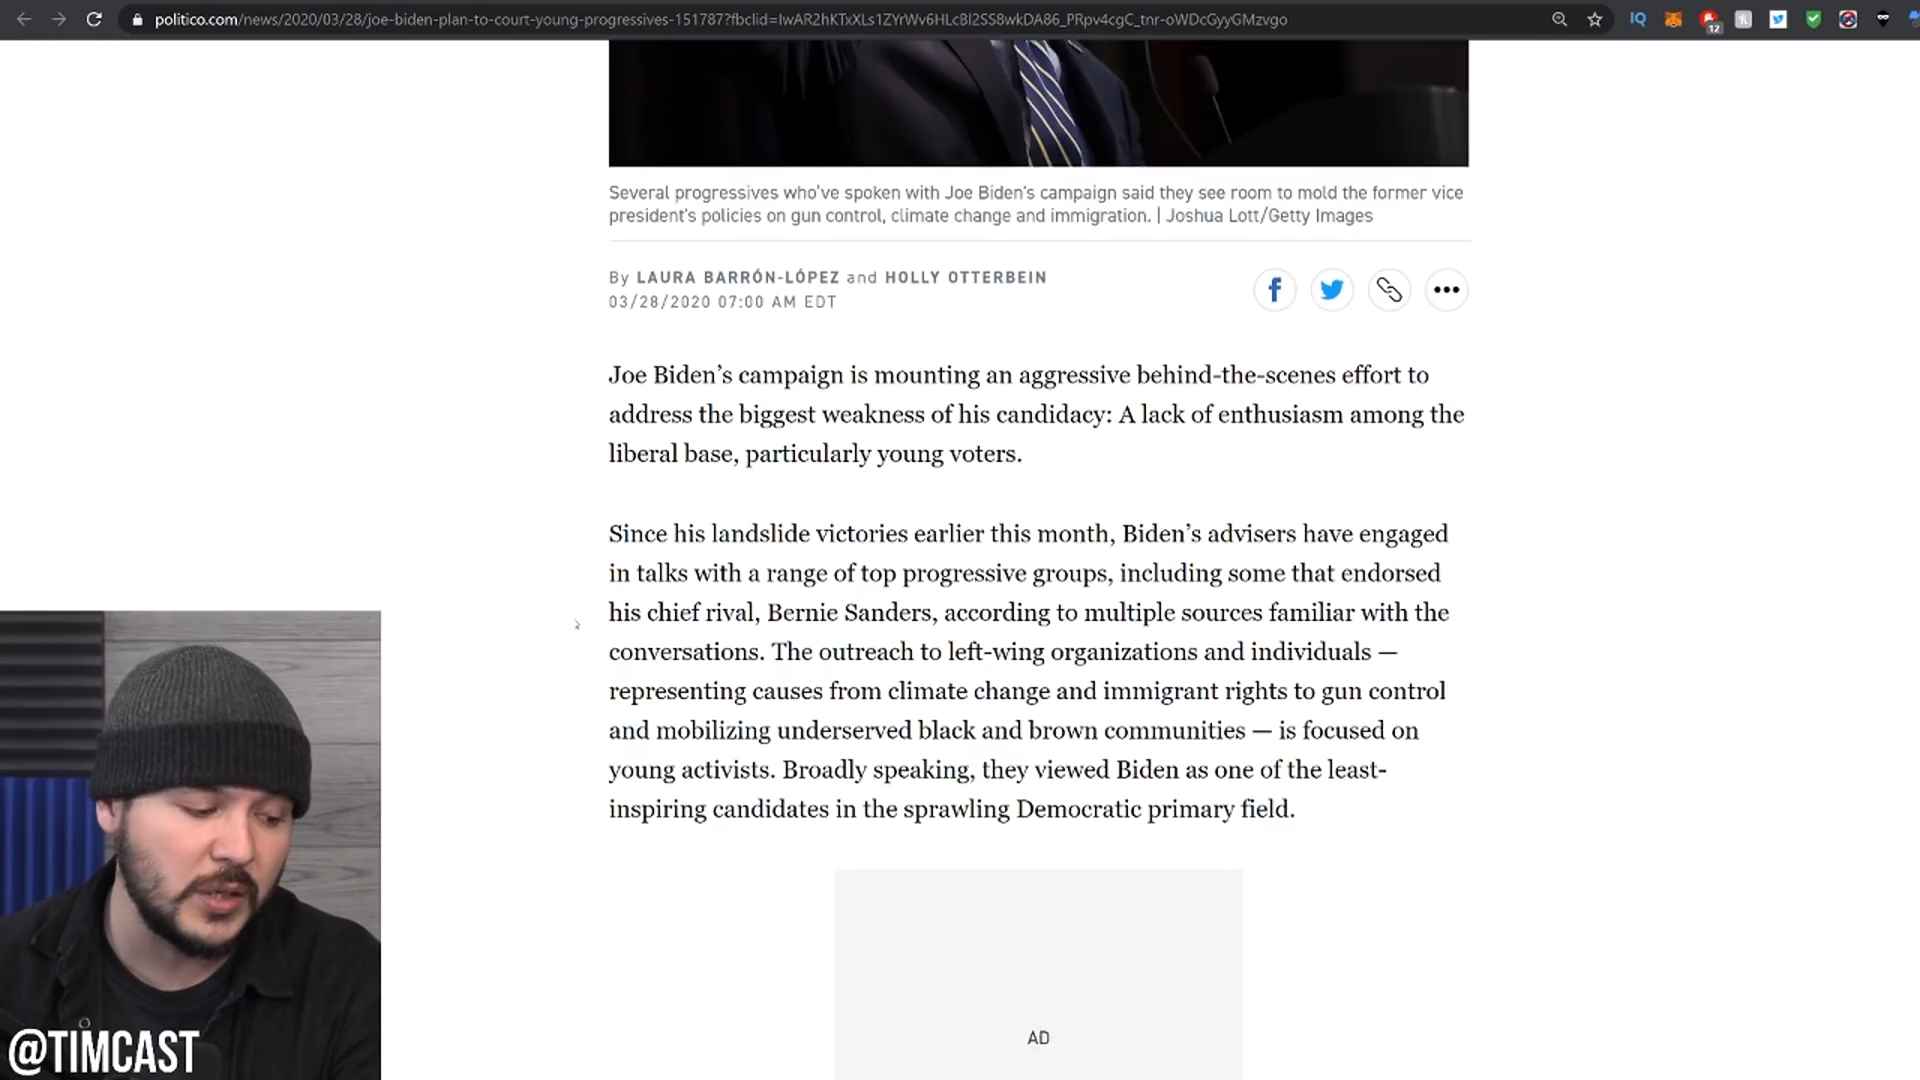 politico.com/news/2020/03/28/joe-biden-plan-to-court-young-progressives-151787?fbclid=IwAR2hKTxXLs1ZYrWv6HLcBl2SS8wkDA86_PRpv4cgC_tnr-oWDcGyyGMzvgo
IQ
12
Several progressives who've spoken with Joe Biden's campaign said they see room to mold the former vice
president's policies on gun control, climate change and immigration. | Joshua Lott/Getty Images
By LAURA BARRÓN-LÓPEZ and HOLLY OTTERBEIN
03/28/2020 07:00 AM EDT
Joe Biden’s campaign is mounting an aggressive behind-the-scenes effort to
address the biggest weakness of his candidacy: A lack of enthusiasm among the
liberal base, particularly young voters.
Since his landslide victories earlier this month, Biden’s advisers have engaged
in talks with a range of top progressive groups, including some that endorsed
his chief rival, Bernie Sanders, according to multiple sources familiar with the
conversations. The outreach to left-wing organizations and individuals —
representing causes from climate change and immigrant rights to gun control
and mobilizing underserved black and brown communities — is focused on
young activists. Broadly speaking, they viewed Biden as one of the least-
inspiring candidates in the sprawling Democratic primary field.
AD
@TIMCAST